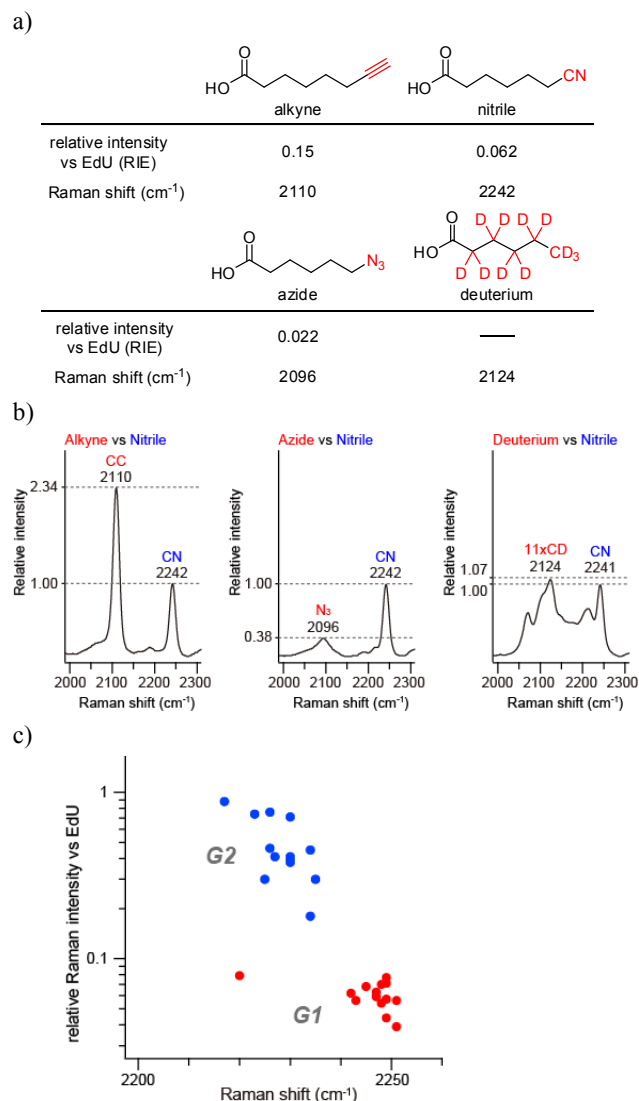 a)
O
HO
alkyne
O
HO
CN
nitrile
relative intensity
vs EdU (RIE)
0.15
0.062
Raman shift (cm-1)
2110
2242
O
HO
N3
azide
O
HO
D D D D D D
D D
CD3
deuterium
relative intensity
vs EdU (RIE)
0.022
—
Raman shift (cm-1)
2096
2124
b)
Alkyne vs Nitrile
CC
2110
2.34
CN
2242
1.00
Relative intensity
2000 2100 2200 2300
Raman shift (cm-1)
Azide vs Nitrile
CN
2242
1.00
N3
2096
0.38
Relative intensity
2000 2100 2200 2300
Raman shift (cm-1)
Deuterium vs Nitrile
11xCD
2124
CN
2241
1.07
1.00
Relative intensity
2000 2100 2200 2300
Raman shift (cm-1)
c)
relative Raman intensity vs EdU
1
0.1
G2
G1
2200
2250
Raman shift (cm-1)